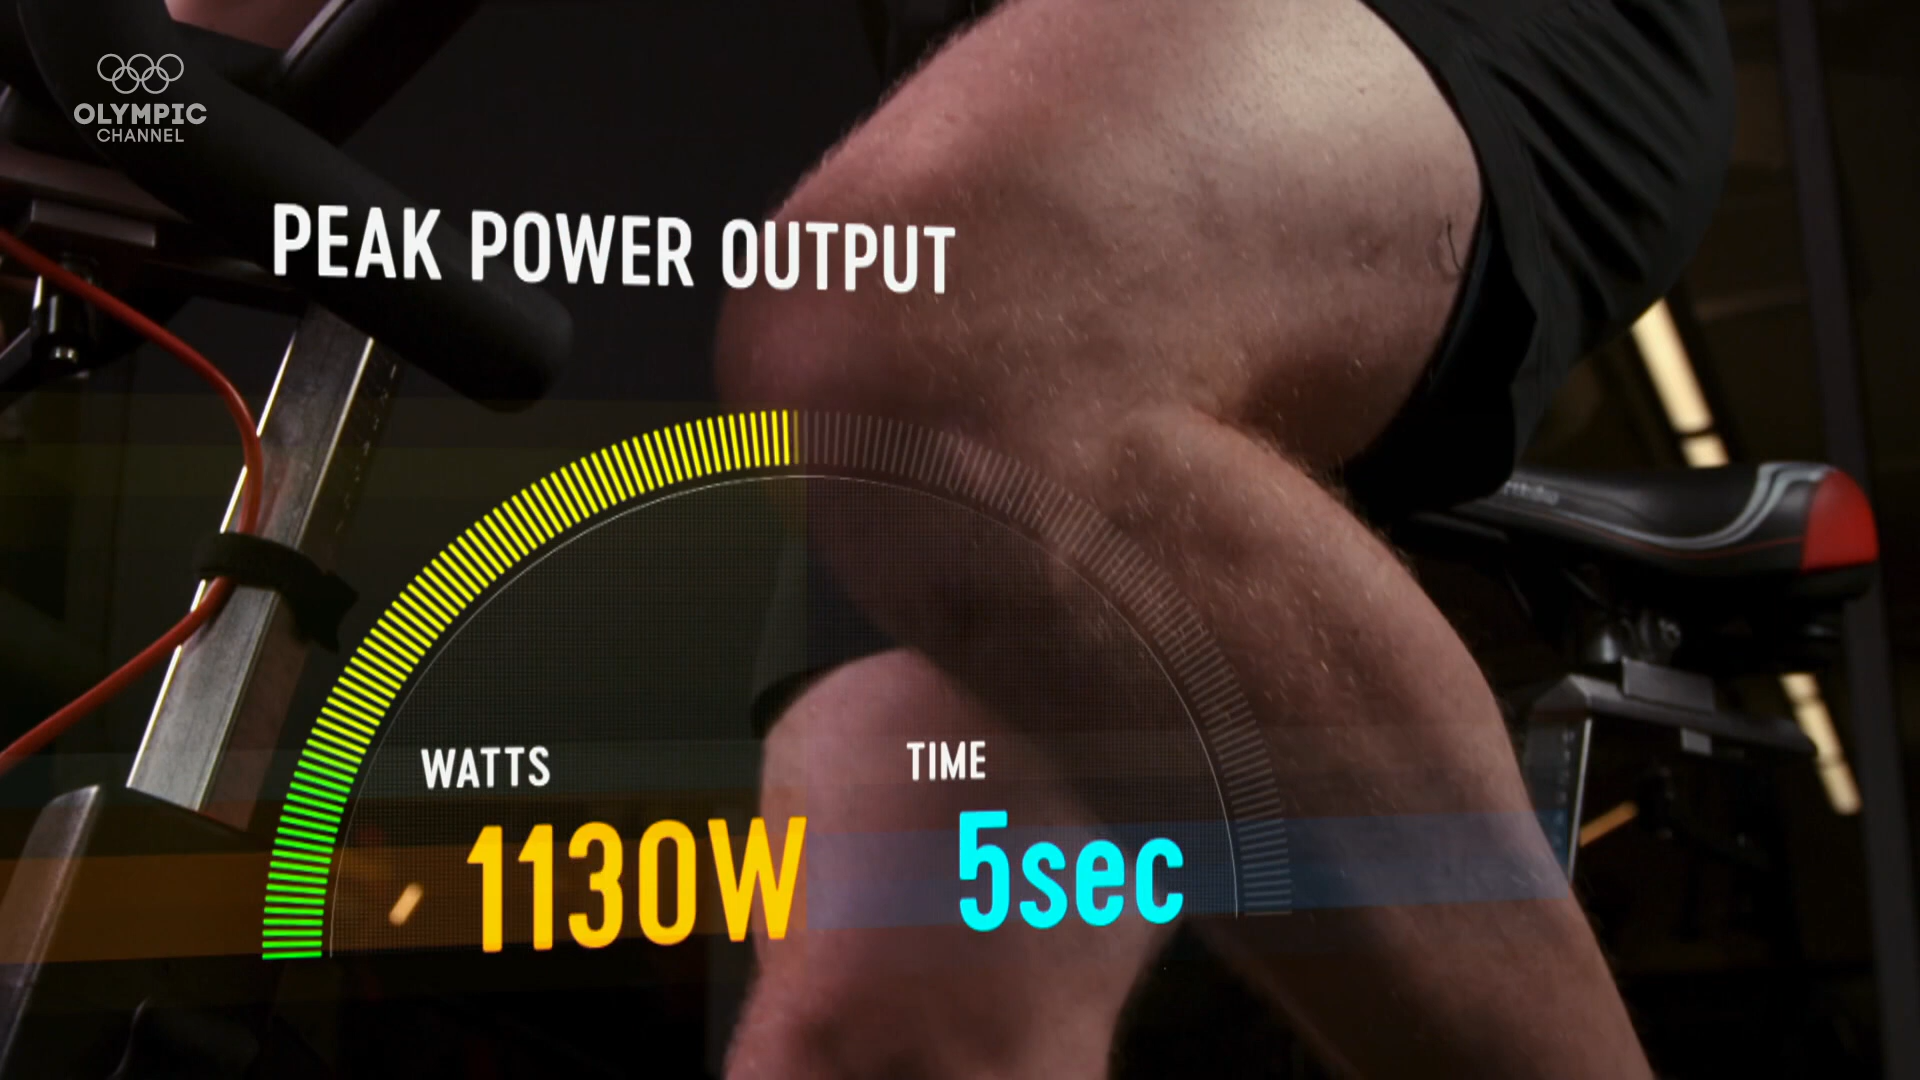 OLYMPIC
CHANNEL
PEAK POWER OUTPUT
WATTS
1130W
TIME
5sec